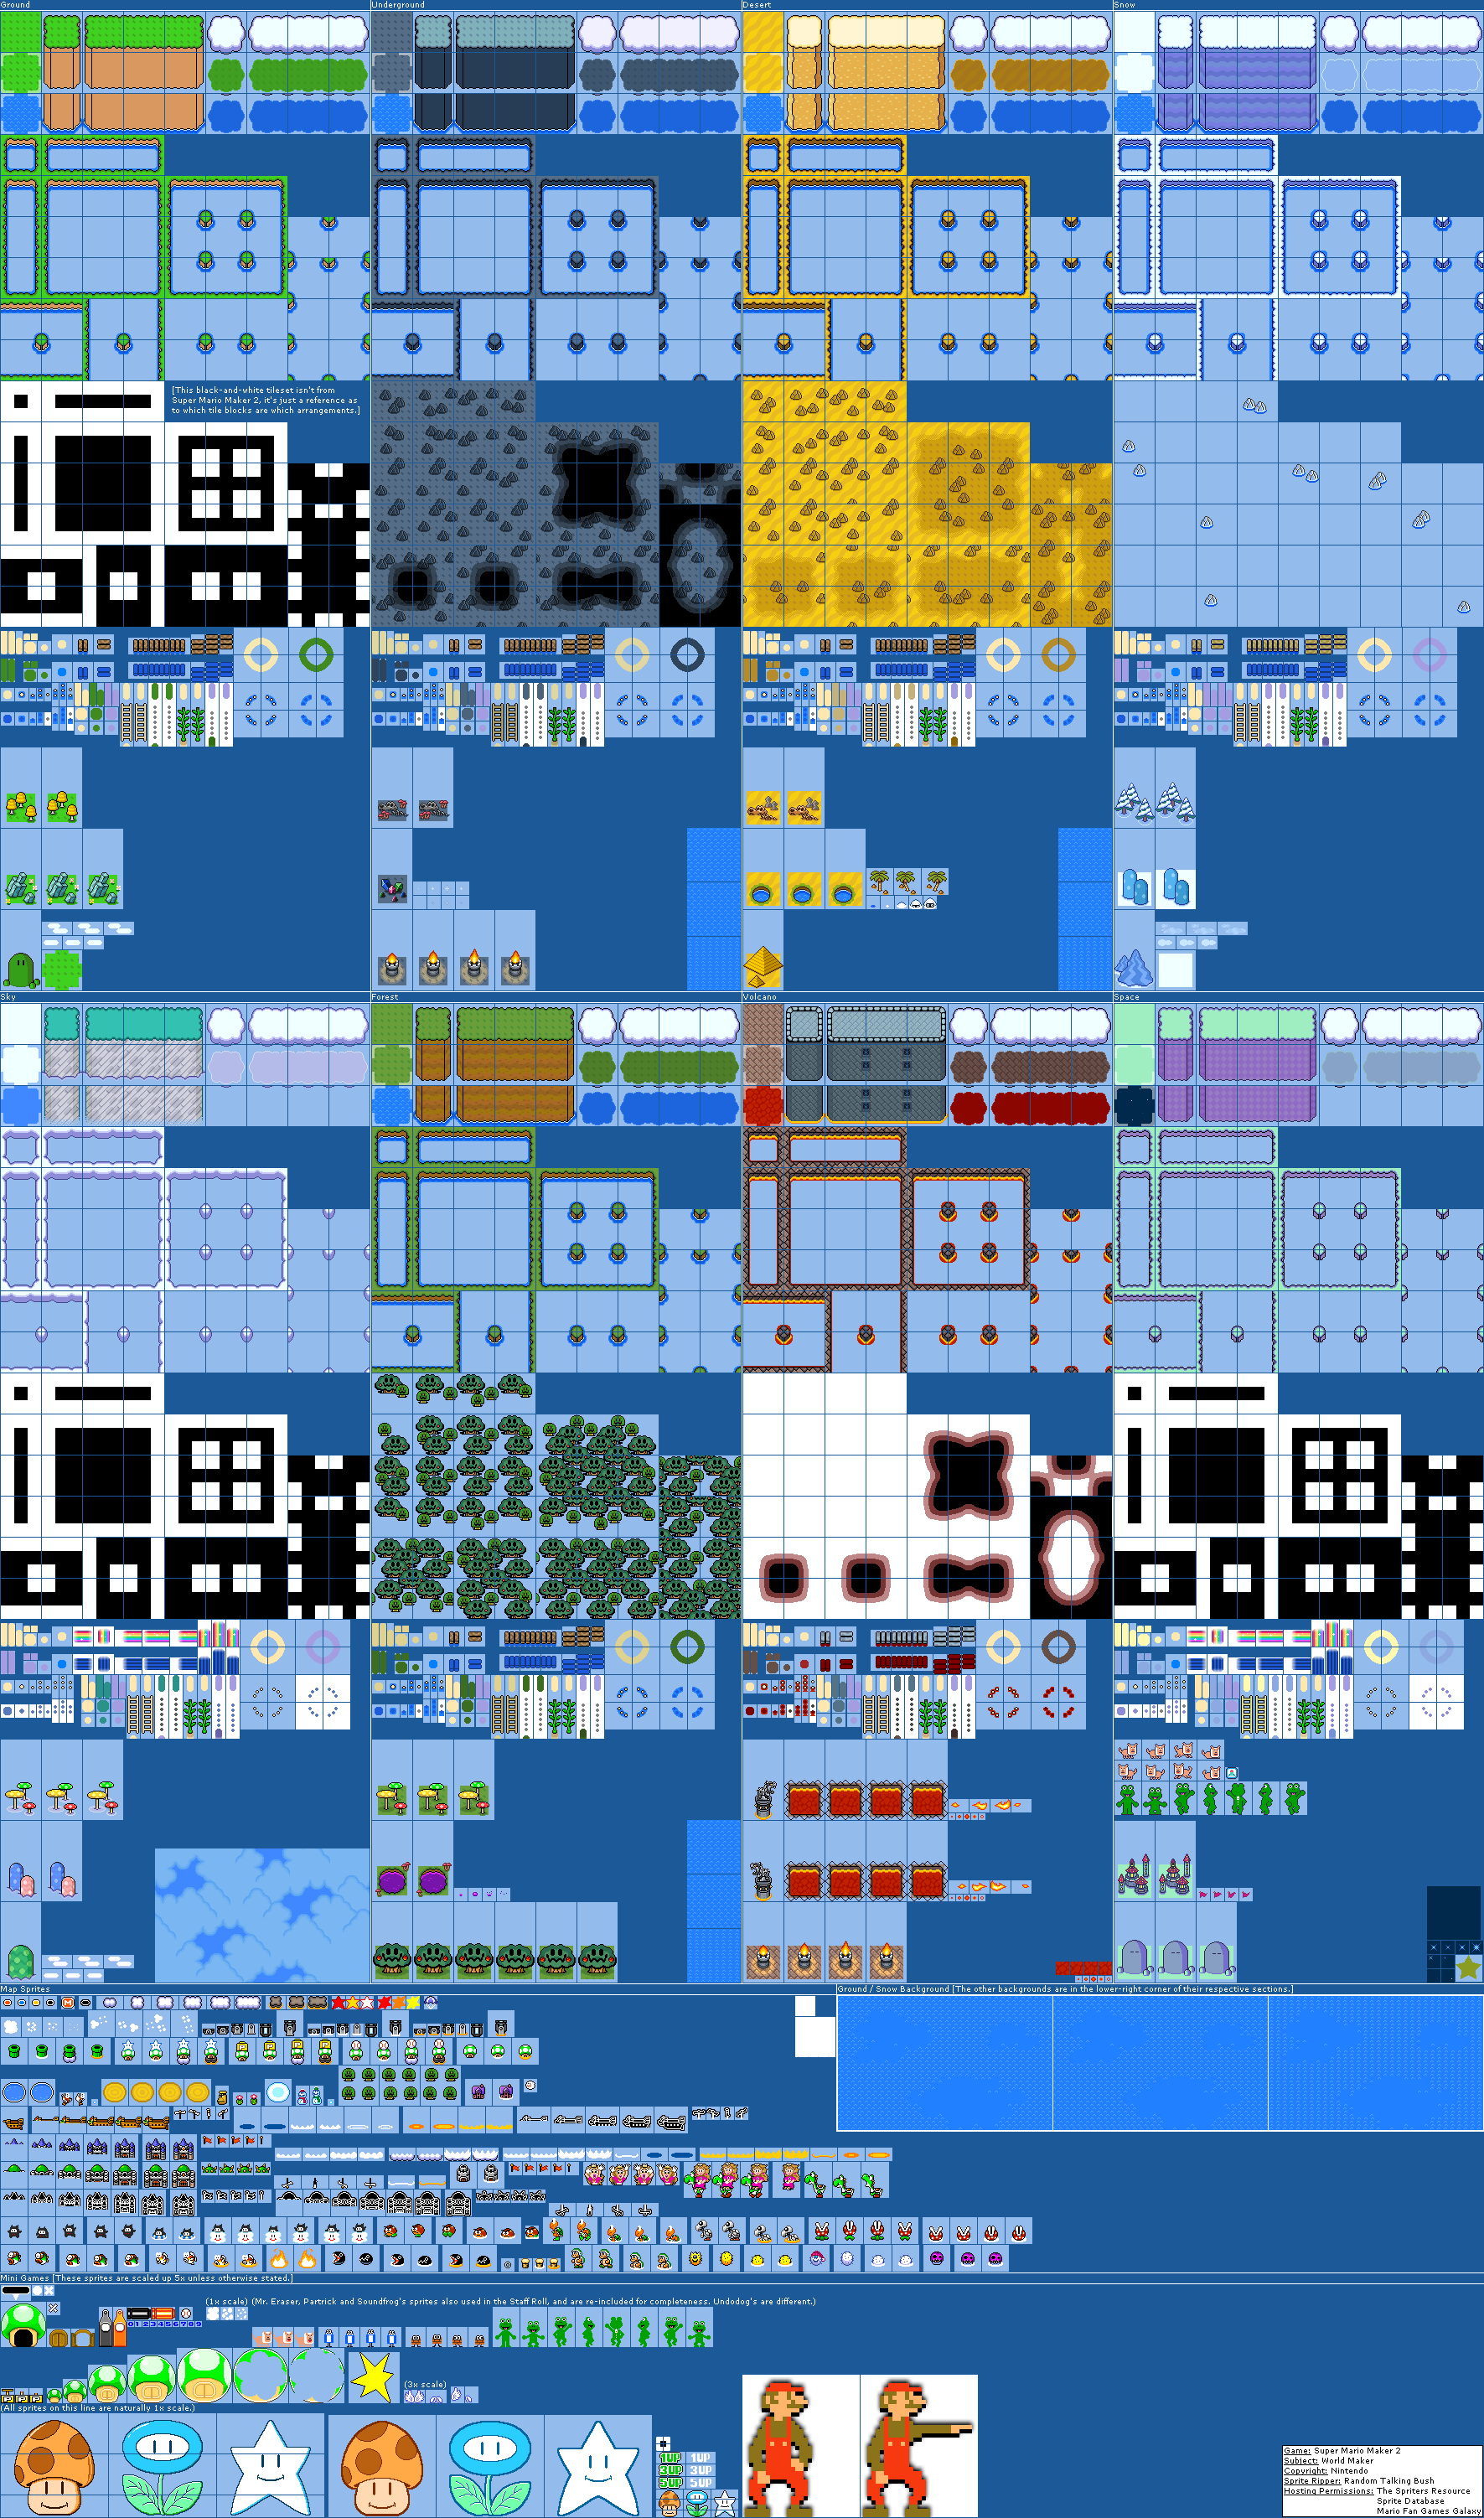 Ground
Underground
Desert
Snow
[This black-and-white tileset isn't from
Super Mario Maker 2, it's just a reference as
to which tile blocks are which arrangements.]
Sky
Forest
Volcano
Space
Map Sprites
Ground / Snow Background [The other backgrounds are in the lower-right corner of their respective sections.]
Mini Games [These sprites are scaled up 5x unless otherwise stated.]
(1x scale) (Mr. Eraser, Partrick and Soundfrog's sprites also used in the Staff Roll, and are re-included for completeness. Undodog's are different.)
(3x scale)
(All sprites on this line are naturally 1x scale.)
1UP 1UP
3UP 3UP
5UP 5UP
Game: Super Mario Maker 2
Subject: World Maker
Copyright: Nintendo
Sprite Ripper: Random Talking Bush
Hosting Permissions: The Spriters Resource
Sprite Database
Mario Fan Games Galaxy